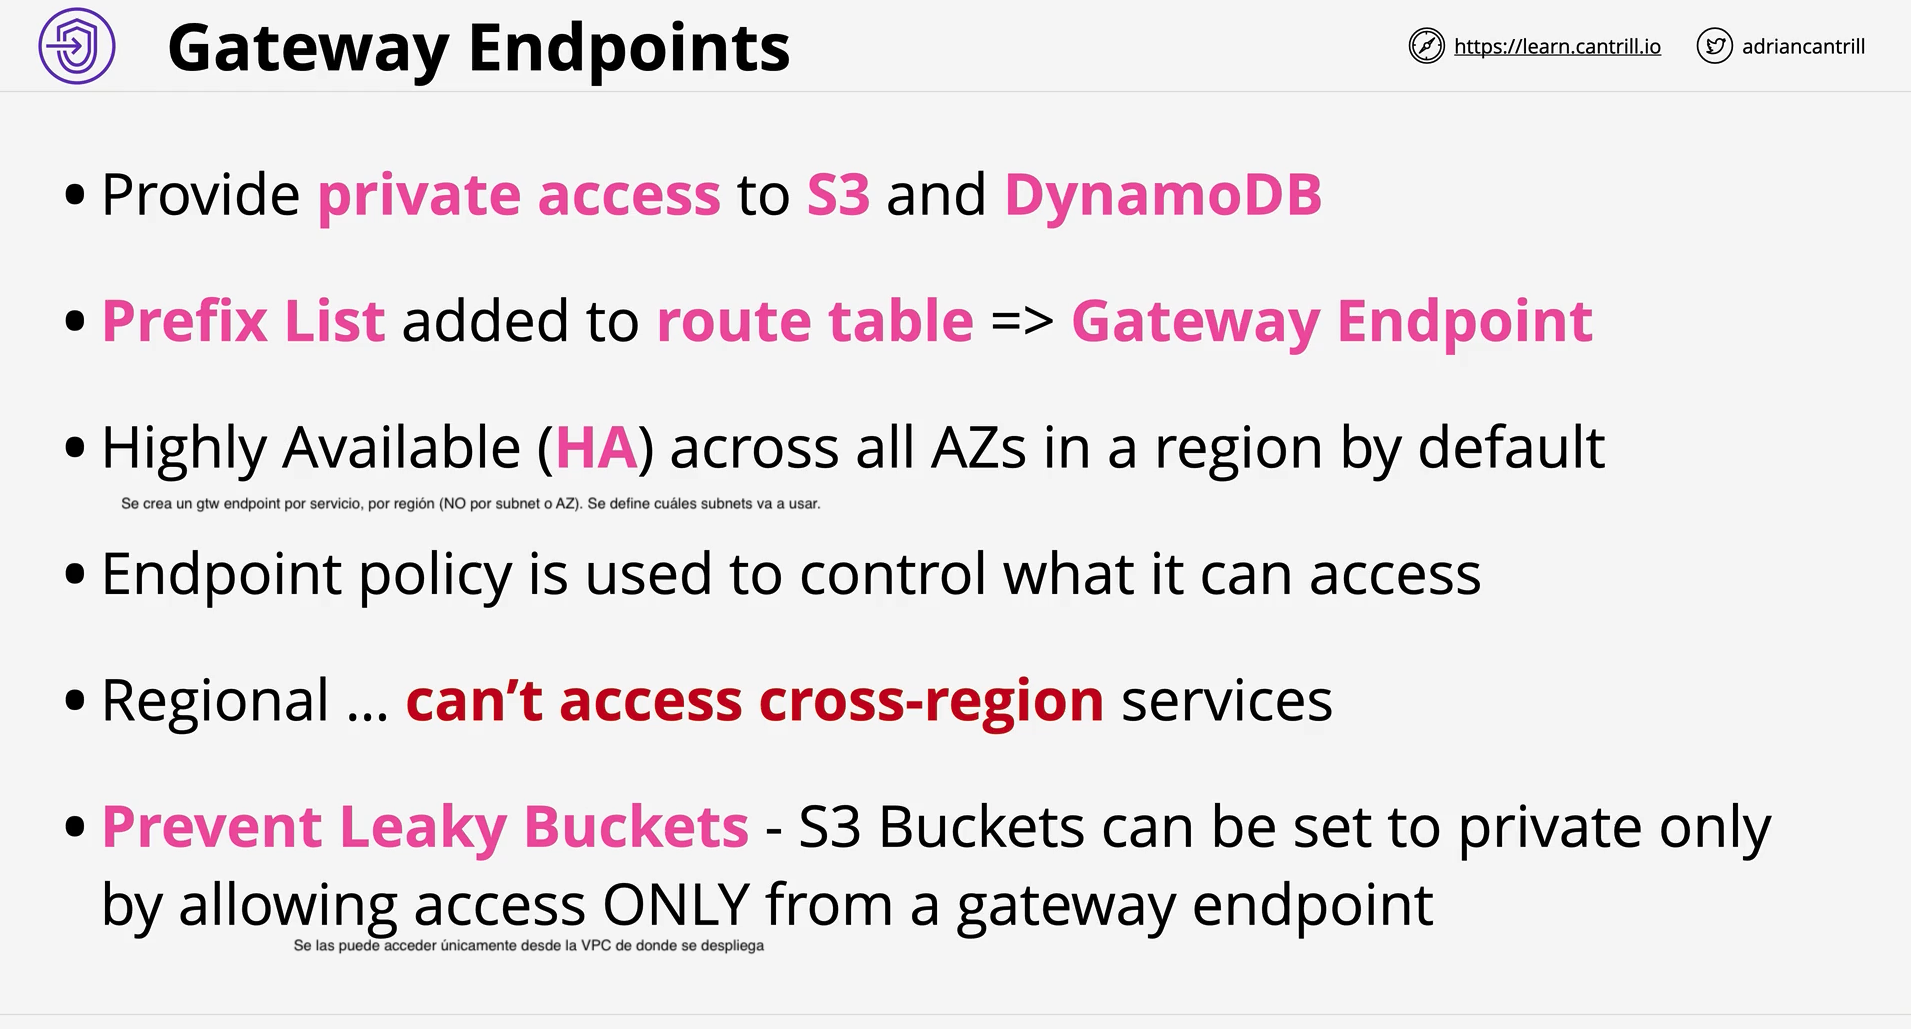 Gateway Endpoints
https://learn.cantrill.io
adriancantrill
• Provide private access to S3 and DynamoDB
• Prefix List added to route table => Gateway Endpoint
• Highly Available (HA) across all AZs in a region by default
Se crea un gtw endpoint por servicio, por región (NO por subnet o AZ). Se define cuáles subnets va a usar.
• Endpoint policy is used to control what it can access
• Regional ... can’t access cross-region services
• Prevent Leaky Buckets - S3 Buckets can be set to private only
by allowing access ONLY from a gateway endpoint
Se las puede acceder únicamente desde la VPC de donde se despliega